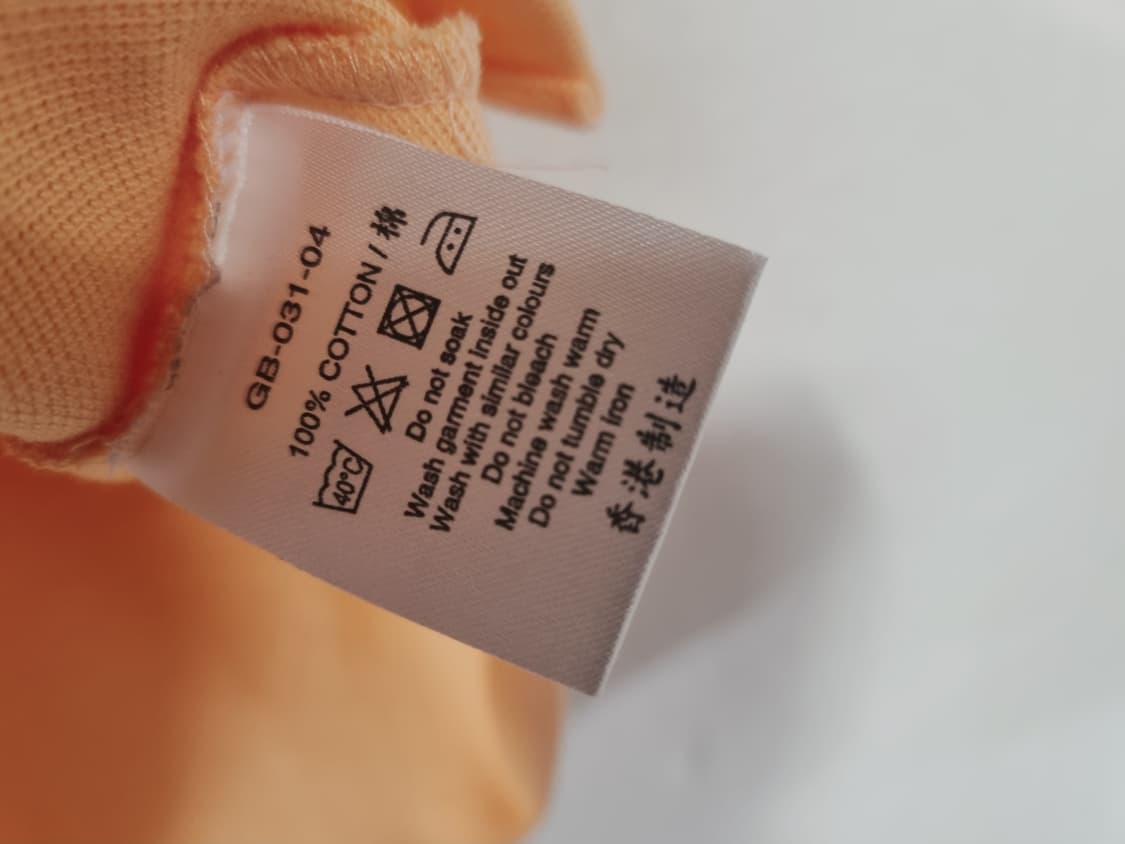 GB-031-04
100% COTTON / 棉
40°C
Do not soak
Wash garment inside out
Wash with similar colours
Do not bleach
Machine wash warm
Do not tumble dry
Warm iron
香港制造